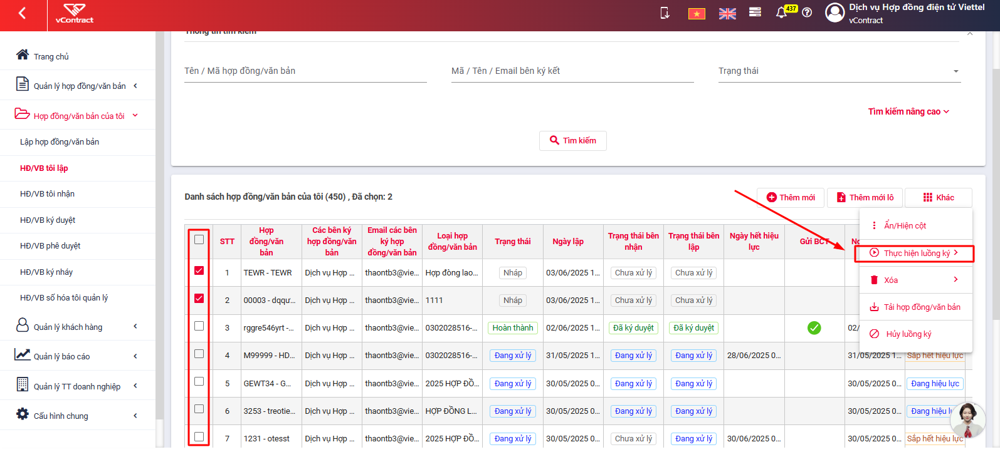 vContract
437
Dịch vụ Hợp đồng điện tử Viettel
vContract
Trang chủ
Quản lý hợp đồng/văn bản
Hợp đồng/văn bản của tôi
Lập hợp đồng/văn bản
HĐ/VB tôi lập
HĐ/VB tôi nhận
HĐ/VB ký duyệt
HĐ/VB phê duyệt
HĐ/VB ký nháy
HĐ/VB số hóa tôi quản lý
Quản lý khách hàng
Quản lý báo cáo
Quản lý TT doanh nghiệp
Cấu hình chung
Thông tin tìm kiếm
Tên / Mã hợp đồng/văn bản
Mã / Tên / Email bên ký kết
Trạng thái
Tìm kiếm nâng cao
Tìm kiếm
Danh sách hợp đồng/văn bản của tôi (450) , Đã chọn: 2
Thêm mới
Thêm mới lô
Khác
Ẩn/Hiện cột
Thực hiện luồng ký
Xóa
Tải hợp đồng/văn bản
Hủy luồng ký
STT
Hợp đồng/văn bản
Các bên ký hợp đồng/văn bản
Email các bên ký hợp đồng/văn bản
Loại hợp đồng/văn bản
Trạng thái
Ngày lập
Trạng thái bên nhận
Trạng thái bên lập
Ngày hết hiệu lực
Gửi BCT
1 TEWR - TEWR Dịch vụ Hợp ... thaontb3@vie... Hợp đòng lao... Nháp 03/06/2025 1... Chưa xử lý Chưa xử lý
2 00003 - dqqư... Dịch vụ Hợp ... thaontb3@vie... 1111 Nháp 03/06/2025 1... Chưa xử lý Chưa xử lý
3 rggre546yrt -... Dịch vụ Hợp ... thaontb3@vie... 0302028516-... Hoàn thành 02/06/2025 1... Đã ký duyệt Đã ký duyệt 02/
4 M99999 - HD... Dịch vụ Hợp ... thaontb3@vie... 0302028516-... Đang xử lý 31/05/2025 1... Đang xử lý Đang xử lý 28/06/2025 0... 31/05/2025 1... Sắp hết hiệu lực
5 GEWT34 - G... Dịch vụ Hợp ... thaontb3@vie... 2025 HỢP ĐỒ... Đang xử lý 30/05/2025 0... Đang xử lý Đang xử lý 30/05/2025 0... Đang hiệu lực
6 3253 - treotie... Dịch vụ Hợp ... thaontb3@vie... HỢP ĐỒNG L... Đang xử lý 30/05/2025 0... Đang xử lý Đang xử lý 30/05/2025 0... Đang hiệu
7 1231 - otesst Dịch vụ Hợp ... thaontb3@vie... 2025 HỢP ĐỒ... Đang xử lý 30/05/2025 0... Chưa xử lý Đang xử lý 30/06/2025 0... 30/05/2025 0... Sắp hết hiệu lực